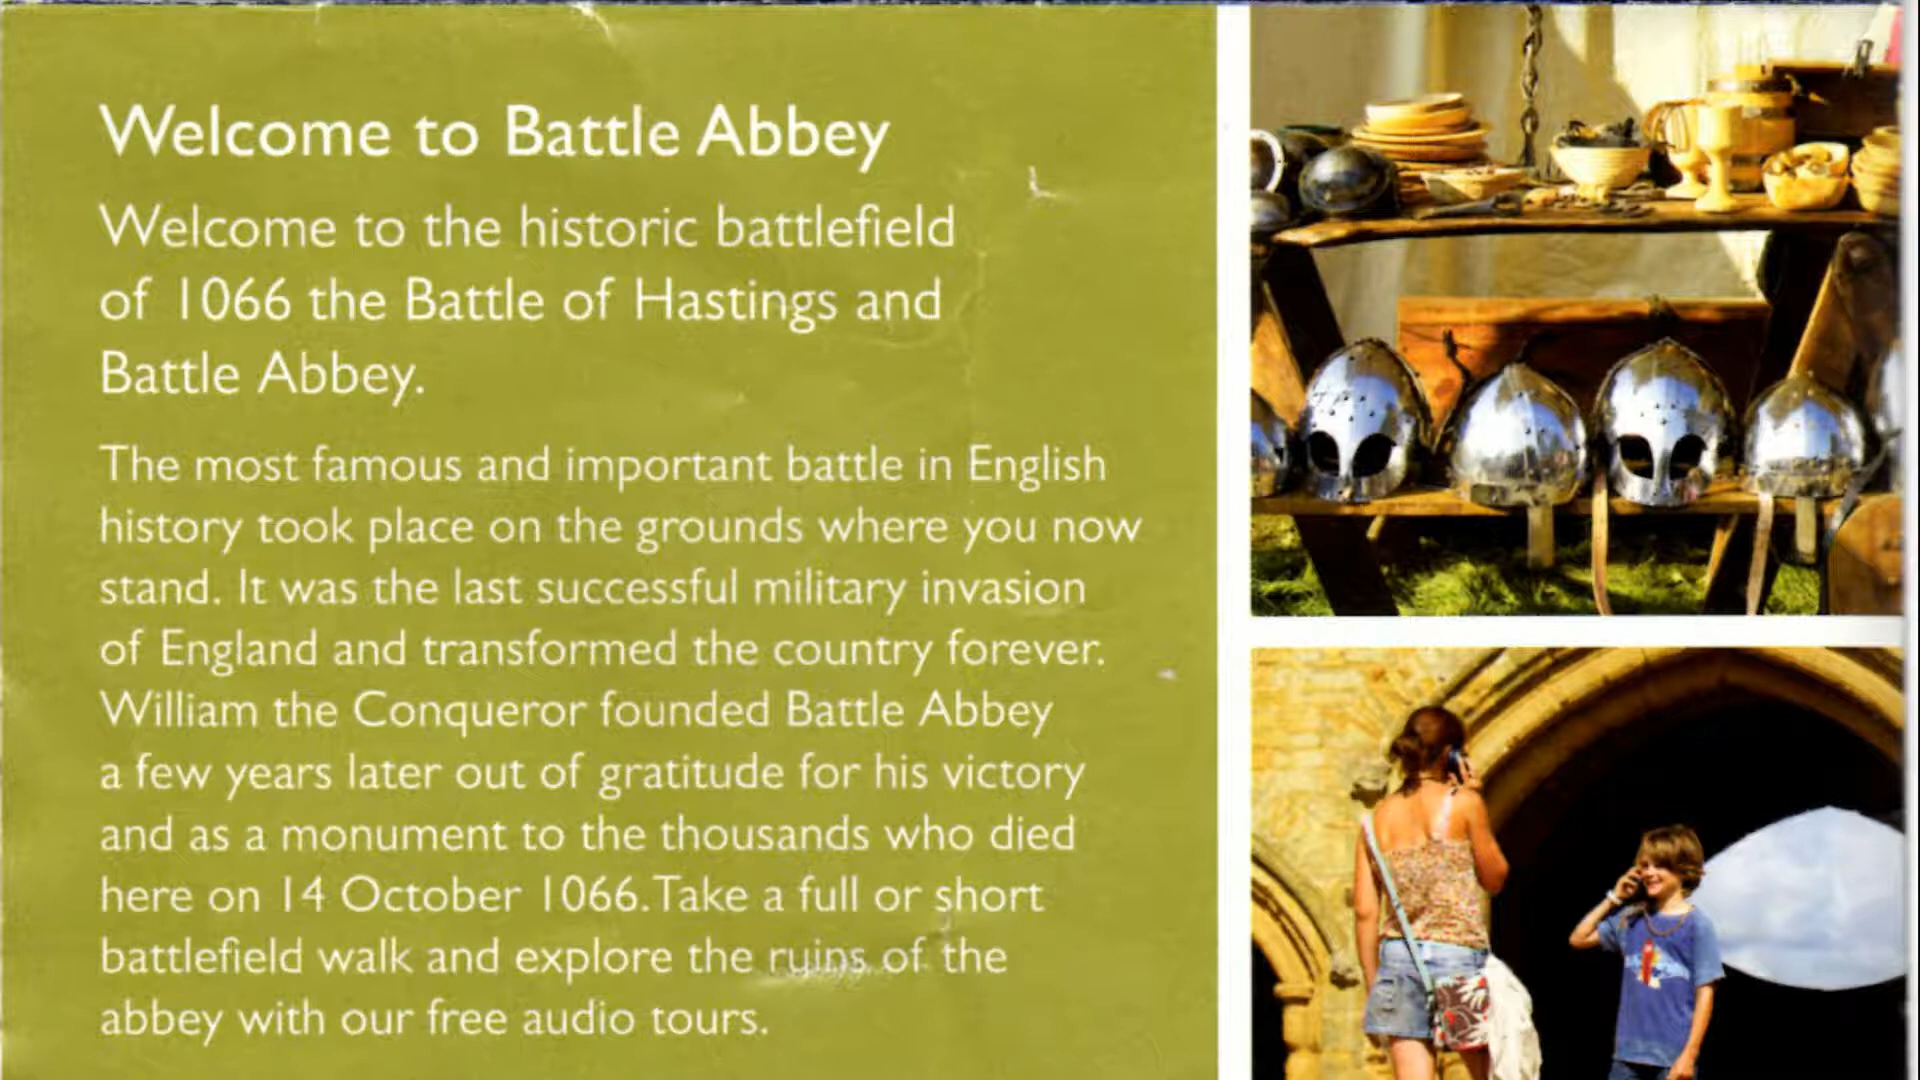 Welcome to Battle Abbey
Welcome to the historic battlefield
of 1066 the Battle of Hastings and
Battle Abbey.
The most famous and important battle in English
history took place on the grounds where you now
stand. It was the last successful military invasion
of England and transformed the country forever.
William the Conqueror founded Battle Abbey
a few years later out of gratitude for his victory
and as a monument to the thousands who died
here on 14 October 1066. Take a full or short
battlefield walk and explore the ruins of the
abbey with our free audio tours.